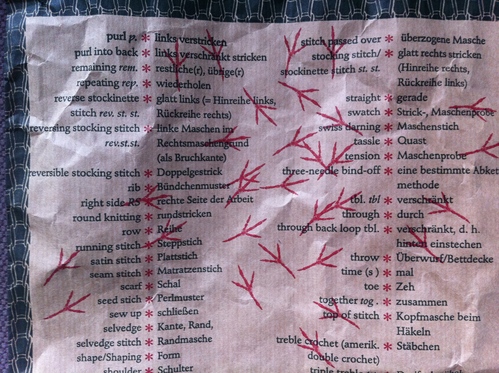 purl p. * links verstricken
purl into back * links verschränkt stricken
remaining rem. * restliche(r), übrige(r)
repeating rep. * wiederholen
reverse stockinette * glatt links (= Hinreihe links,
stitch rev. st. st. Rückreihe rechts)
reversing stocking stitch * linke Maschen im
rev.st.st. Rechtsmaschengrund
(als Bruchkante)
reversible stocking stitch * Doppelgestrick
rib * Bündchenmuster
right side RS * rechte Seite der Arbeit
round knitting * rundstricken
row * Reihe
running stitch * Steppstich
satin stitch * Plattstich
seam stitch * Matratzenstich
scarf * Schal
seed stich * Perlmuster
sew up * schließen
selvedge * Kante, Rand,
selvedge stitch * Randmasche
shape/Shaping * Form
shoulder * Schulter
stitch passed over * überzogene Masche
stocking stitch/ * glatt rechts stricken
stockinette stitch st. st. (Hinreihe rechts,
Rückreihe links)
straight * gerade
swatch * Strick-, Maschenprobe
swiss darning * Maschenstich
tassle * Quast
tension * Maschenprobe
three-needle bind-off * eine bestimmte Abket
methode
tbl. tbl * verschränkt
through * durch
through back loop tbl. * verschränkt, d. h.
hinten einstechen
throw * Überwurf/Bettdecke
time (s ) * mal
toe * Zeh
together tog . * zusammen
top of stitch * Kopfmasche beim
Häkeln
treble crochet (amerik. * Stäbchen
double crochet)